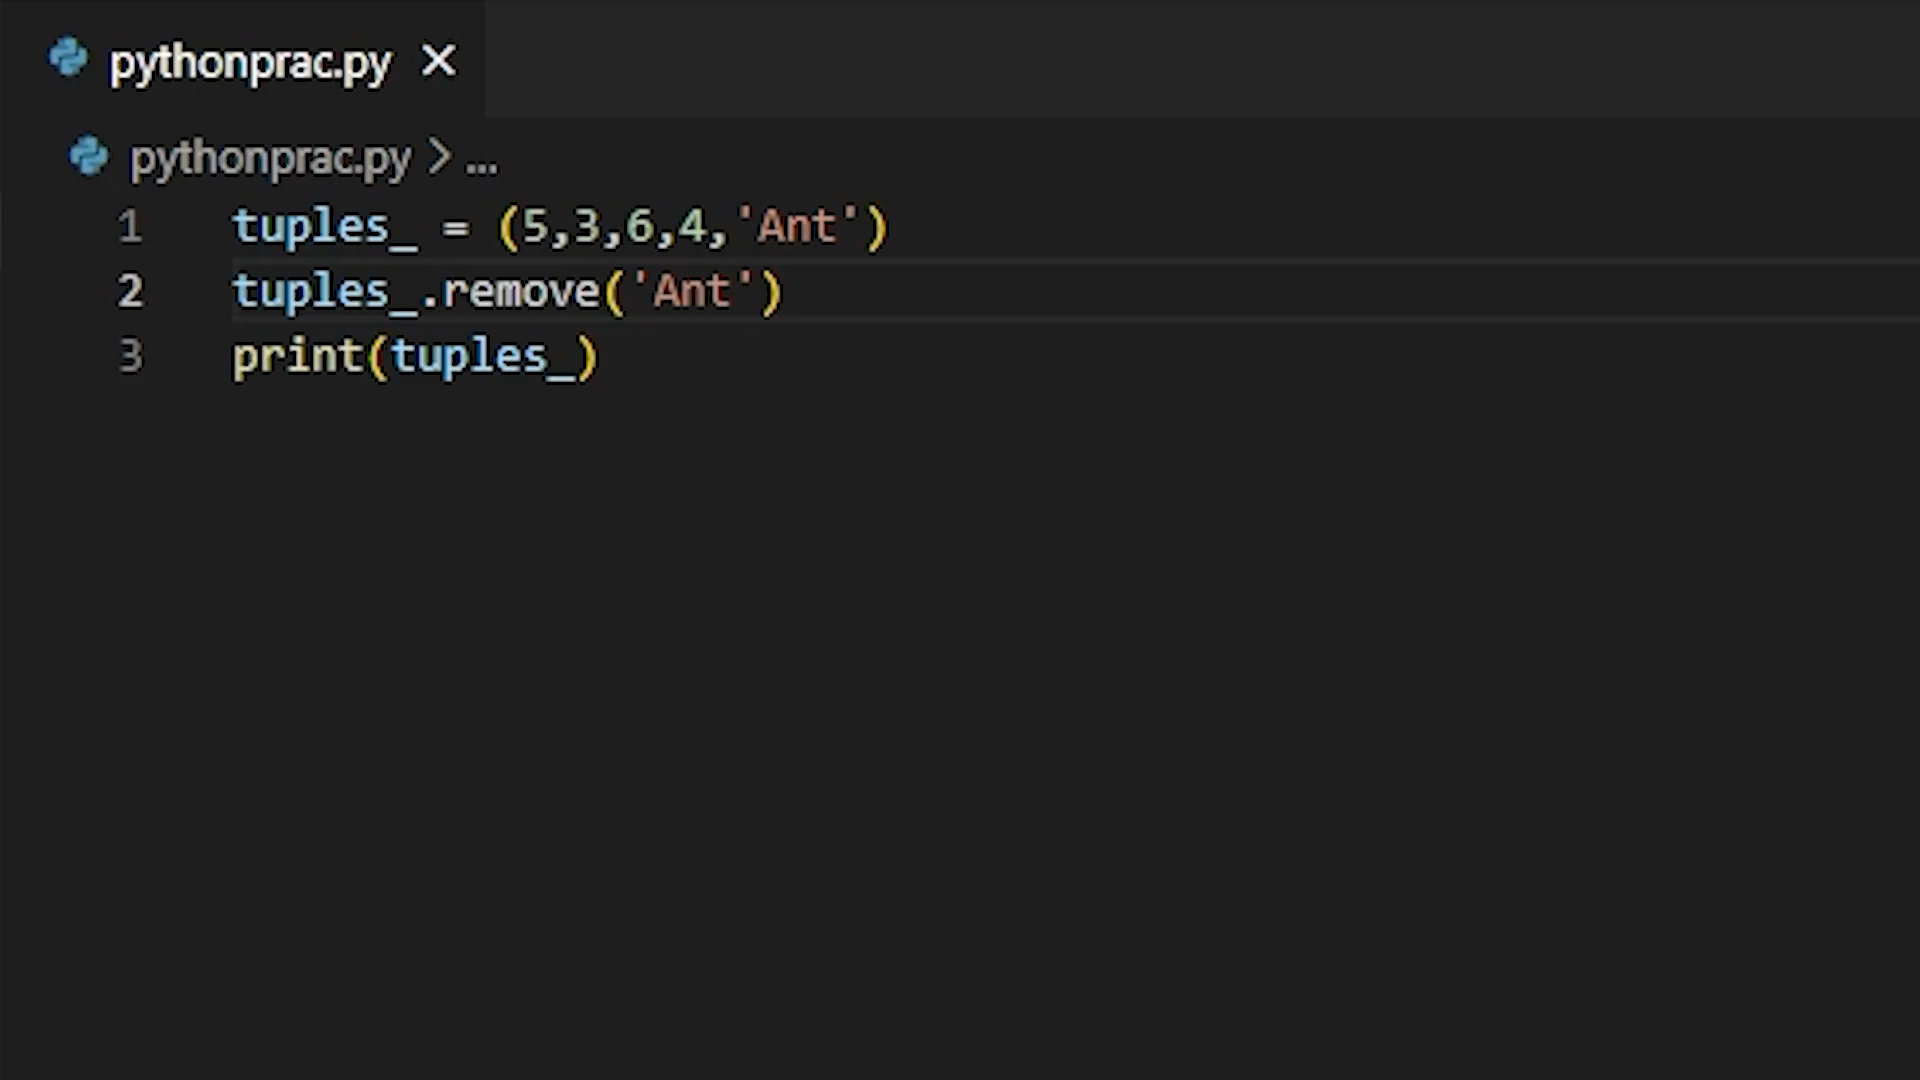 pythonprac.py
pythonprac.py > ...
1 tuples_ = (5,3,6,4,'Ant')
2 tuples_.remove('Ant')
3 print(tuples_)